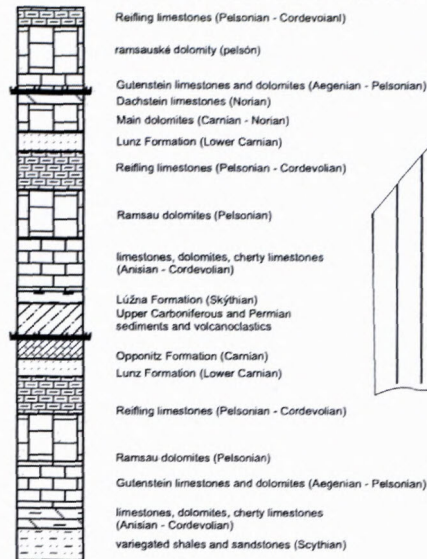 Reifling limestones (Pelsonian - Cordevoianl)
ramsauské dolomity (pelsón)
Gutenstein limestones and dolomites (Aegenian - Pelsonian)
Dachstein limestones (Norian)
Main dolomites (Carnian - Norian)
Lunz Formation (Lower Carnian)
Reifling limestones (Pelsonian - Cordevolian)
Ramsau dolomites (Pelsonian)
limestones, dolomites, cherty limestones
(Anisian - Cordevolian)
Lúžna Formation (Skýthian)
Upper Carboniferous and Permian
sediments and volcanoclastics
Opponitz Formation (Carnian)
Lunz Formation (Lower Carnian)
Reifling limestones (Pelsonian - Cordevolian)
Ramsau dolomites (Pelsonian)
Gutenstein limestones and dolomites (Aegenian - Pelsonian)
limestones, dolomites, cherty limestones
(Anisian - Cordevolian)
variegated shales and sandstones (Scythian)